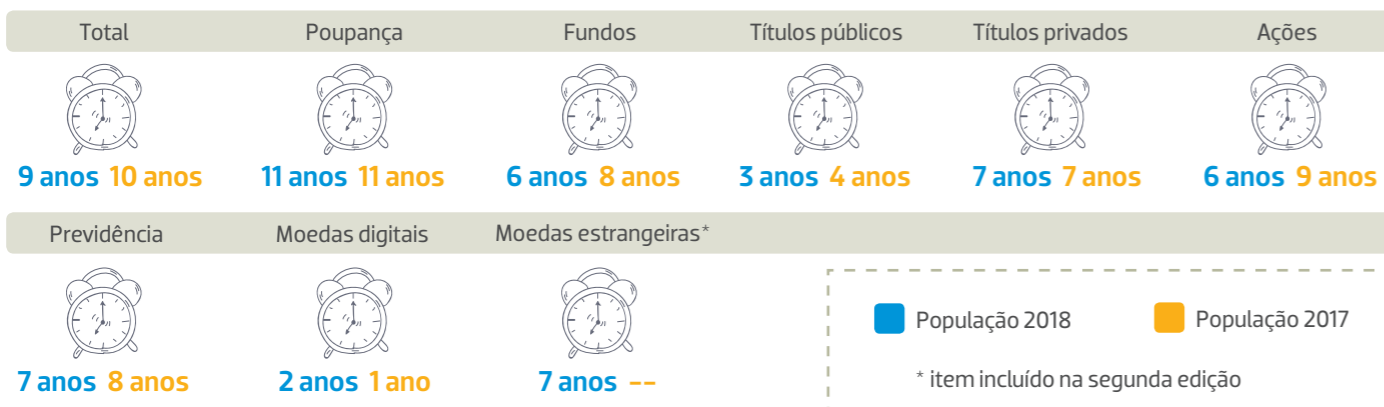 Total Poupança Fundos Títulos públicos Títulos privados Ações
9 anos 10 anos 11 anos 11 anos 6 anos 8 anos 3 anos 4 anos 7 anos 7 anos 6 anos 9 anos
Previdência Moedas digitais Moedas estrangeiras*
7 anos 8 anos 2 anos 1 ano 7 anos --
População 2018 População 2017
* item incluído na segunda edição